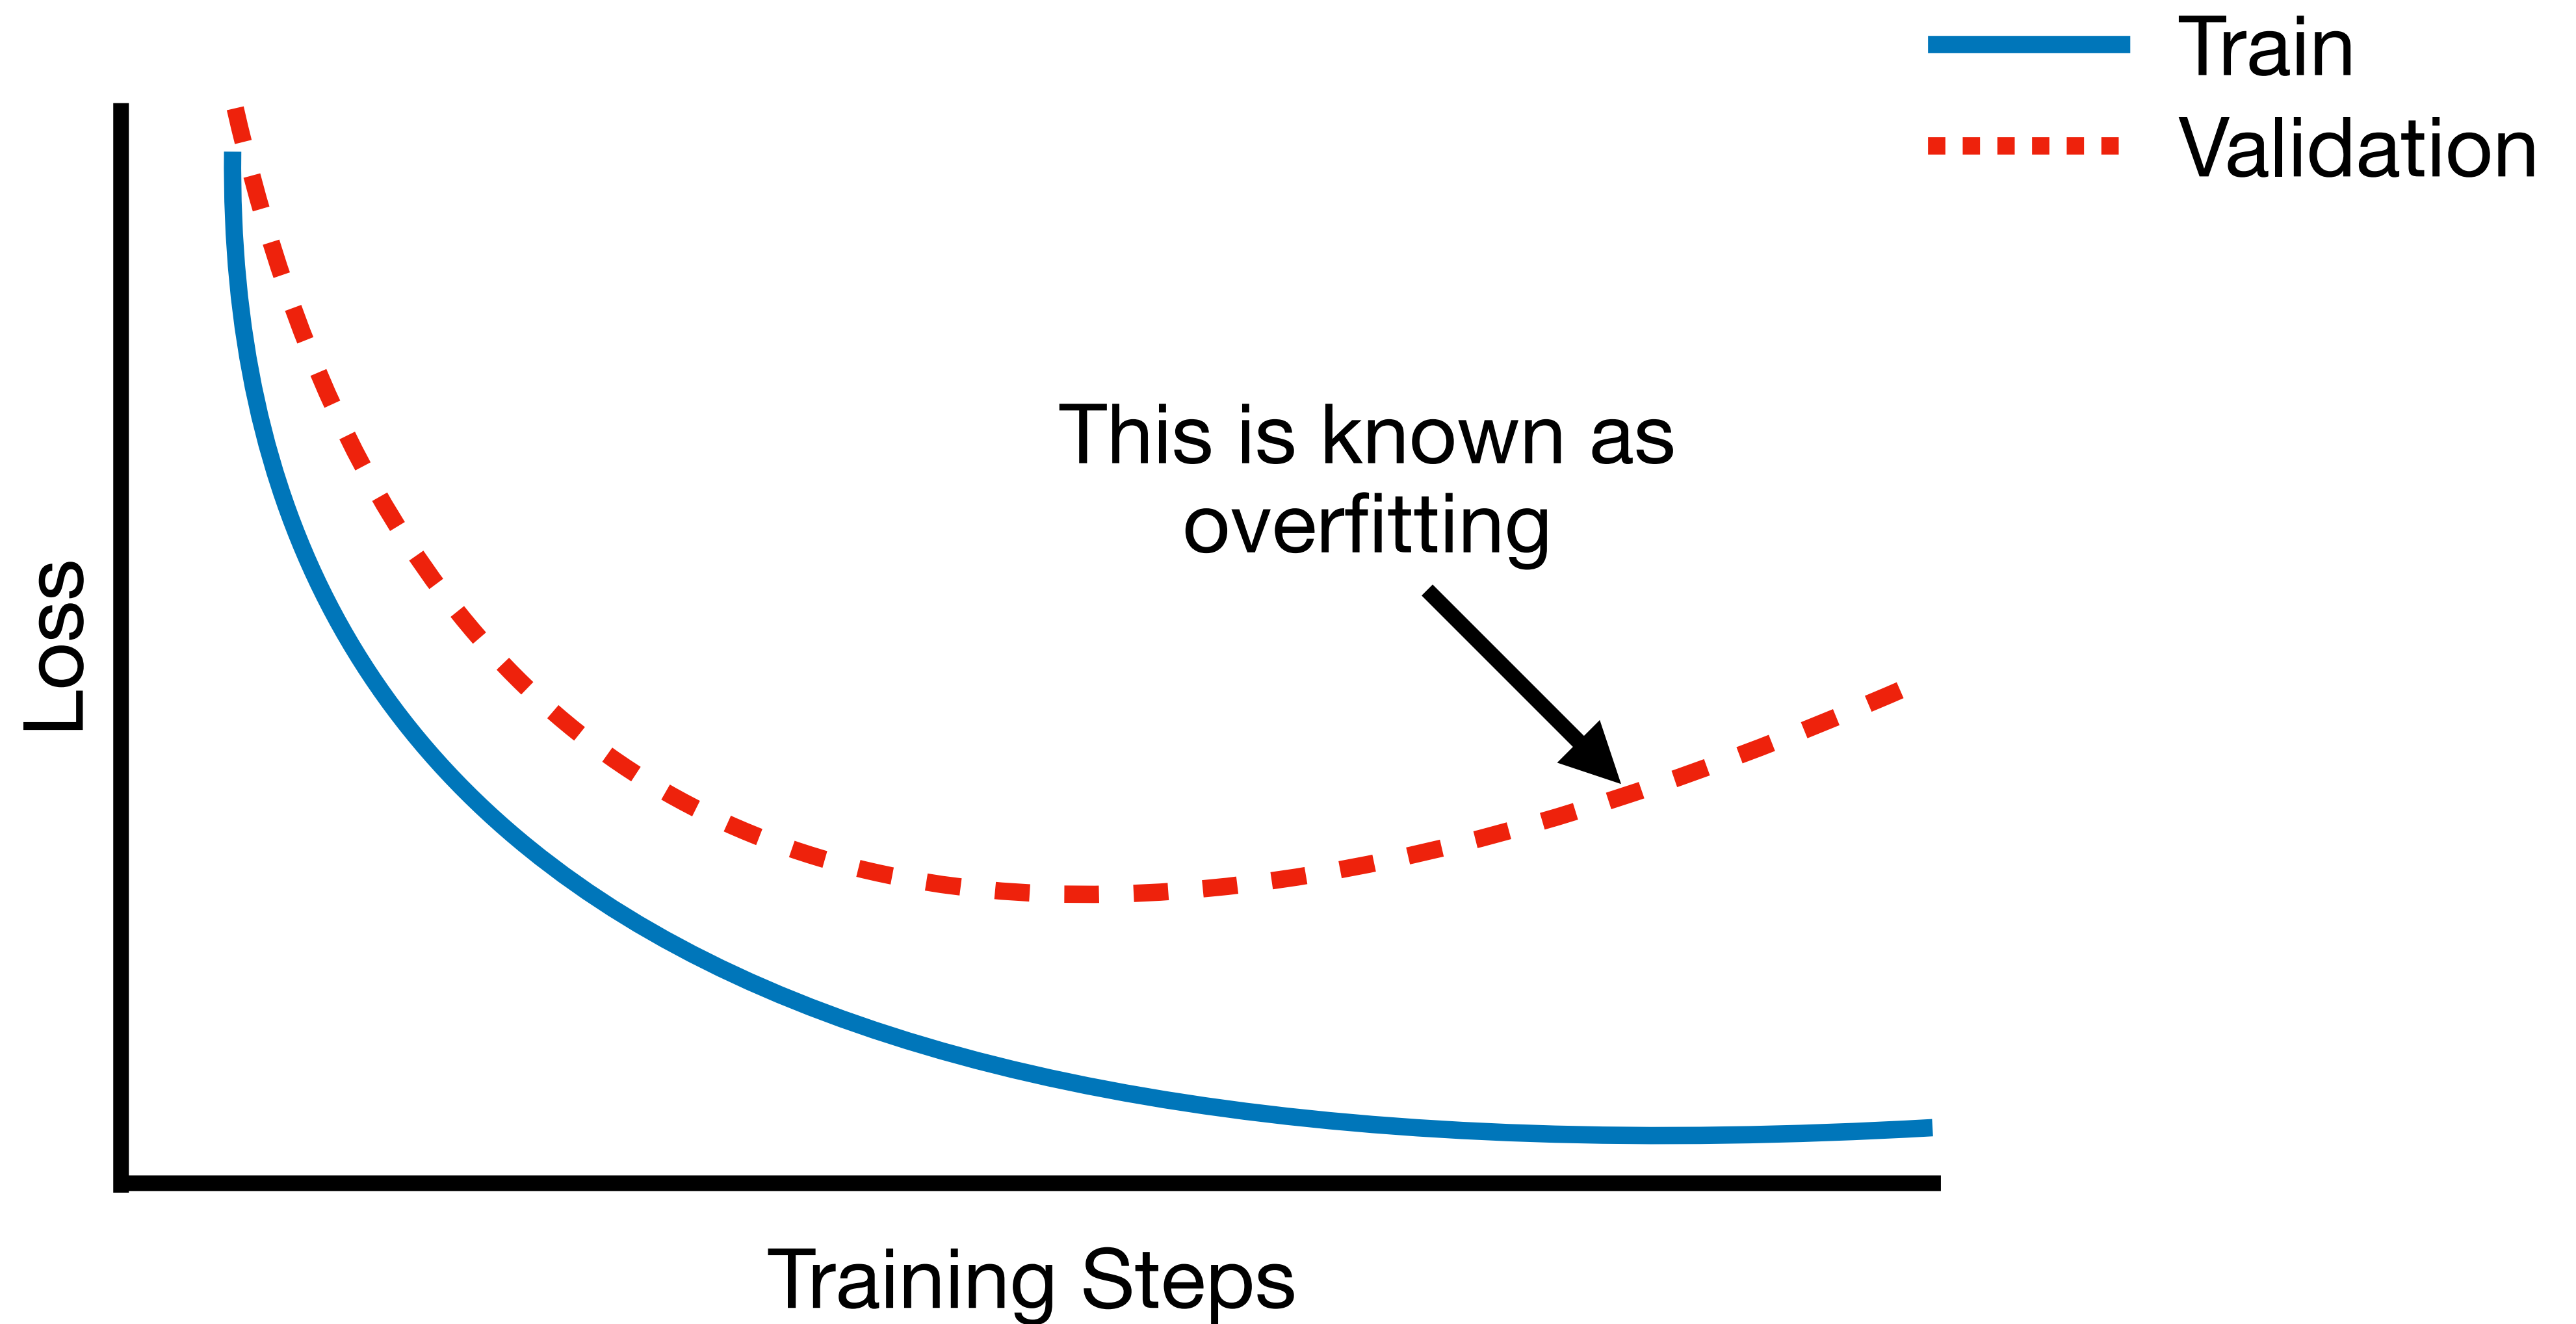 Train
Validation
This is known as
overfitting
Loss
Training Steps